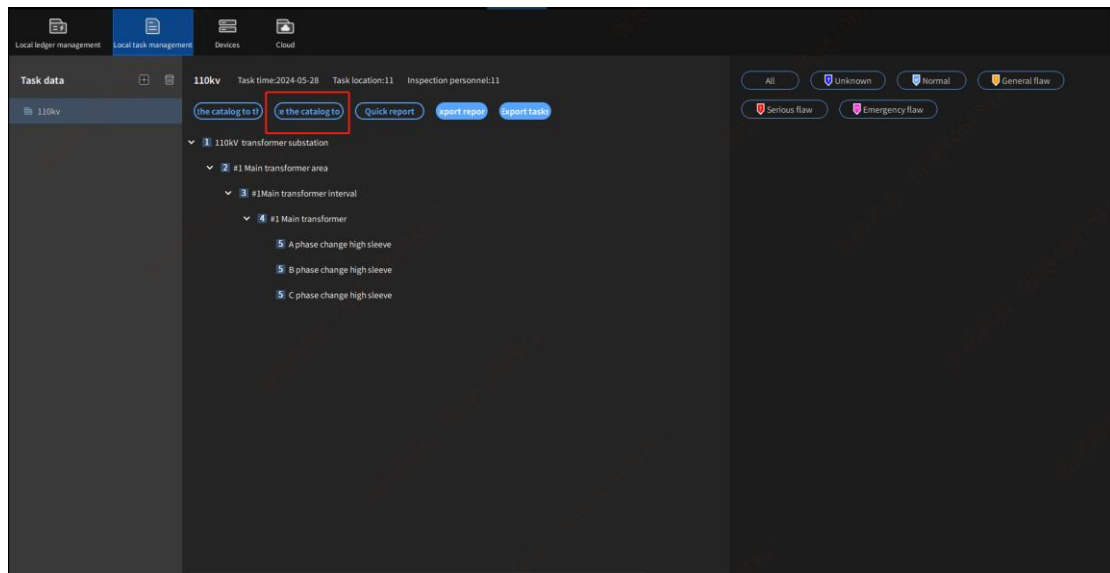 Local ledger management
Local task management
Devices
Cloud
Task data
110kv
110kv Task time:2024-05-28 Task location:11 Inspection personnel:11
the catalog to the catalog to Quick report xport repor Export tasks
1 110kV transformer substation
2 #1 Main transformer area
3 #1Main transformer interval
4 #1 Main transformer
5 A phase change high sleeve
5 B phase change high sleeve
5 C phase change high sleeve
All Unknown Normal General flaw
Serious flaw Emergency flaw